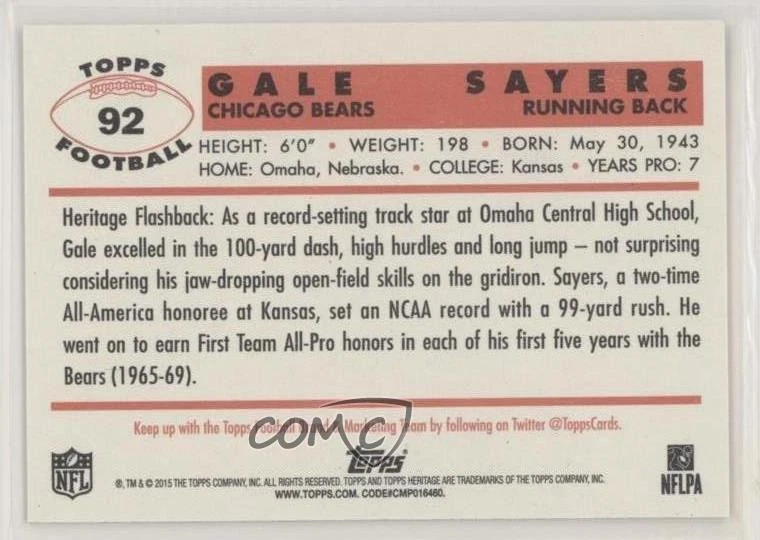 TOPPS
92
FOOTBALL
GALE SAYERS
CHICAGO BEARS RUNNING BACK
HEIGHT: 6'0" • WEIGHT: 198 • BORN: May 30, 1943
HOME: Omaha, Nebraska. • COLLEGE: Kansas • YEARS PRO: 7
Heritage Flashback: As a record-setting track star at Omaha Central High School,
Gale excelled in the 100-yard dash, high hurdles and long jump – not surprising
considering his jaw-dropping open-field skills on the gridiron. Sayers, a two-time
All-America honoree at Kansas, set an NCAA record with a 99-yard rush. He
went on to earn First Team All-Pro honors in each of his first five years with the
Bears (1965-69).
Keep up with the Topps Football Brand & Marketing Team by following on Twitter @ToppsCards.
COMC
NFL
Topps
®, TM & © 2015 THE TOPPS COMPANY, INC. ALL RIGHTS RESERVED. TOPPS AND TOPPS HERITAGE ARE TRADEMARKS OF THE TOPPS COMPANY, INC.
WWW.TOPPS.COM. CODE#CMP016460.
NFLPA